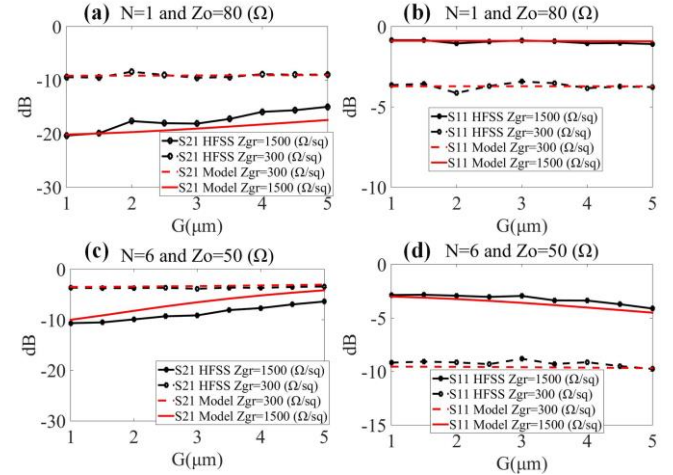 (a) N=1 and Zo=80 (Ω)
0
-10
-20
-30
dB
S21 HFSS Zgr=1500 (Ω/sq)
S21 HFSS Zgr=300 (Ω/sq)
S21 Model Zgr=300 (Ω/sq)
S21 Model Zgr=1500 (Ω/sq)
1 2 3 4 5
G(μm)
(b) N=1 and Zo=80 (Ω)
0
-5
-10
dB
S11 HFSS Zgr=1500 (Ω/sq)
S11 HFSS Zgr=300 (Ω/sq)
S11 Model Zgr=300 (Ω/sq)
S11 Model Zgr=1500 (Ω/sq)
1 2 3 4 5
G(μm)
(c) N=6 and Zo=50 (Ω)
0
-10
-20
-30
dB
S21 HFSS Zgr=1500 (Ω/sq)
S21 HFSS Zgr=300 (Ω/sq)
S21 Model Zgr=300 (Ω/sq)
S21 Model Zgr=1500 (Ω/sq)
1 2 3 4 5
G(μm)
(d) N=6 and Zo=50 (Ω)
0
-5
-10
-15
dB
S11 HFSS Zgr=1500 (Ω/sq)
S11 HFSS Zgr=300 (Ω/sq)
S11 Model Zgr=300 (Ω/sq)
S11 Model Zgr=1500 (Ω/sq)
1 2 3 4 5
G(μm)